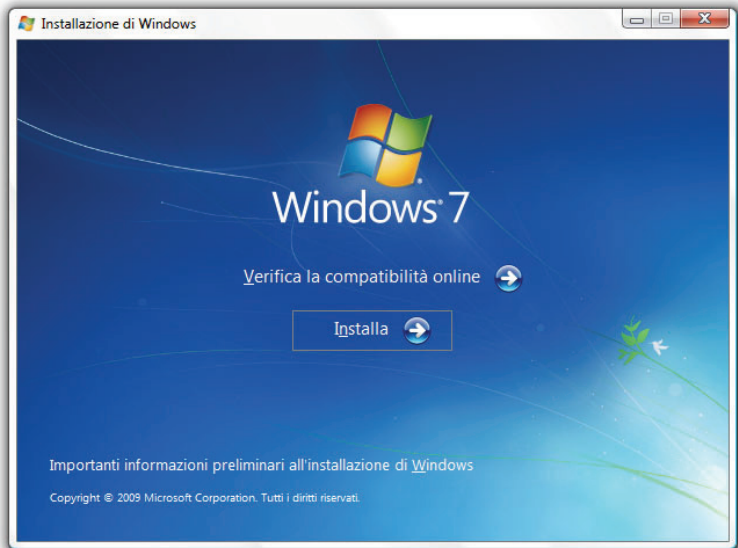 Installazione di Windows
Windows® 7
Verifica la compatibilità online
Installa
Importanti informazioni preliminari all'installazione di Windows
Copyright © 2009 Microsoft Corporation. Tutti i diritti riservati.